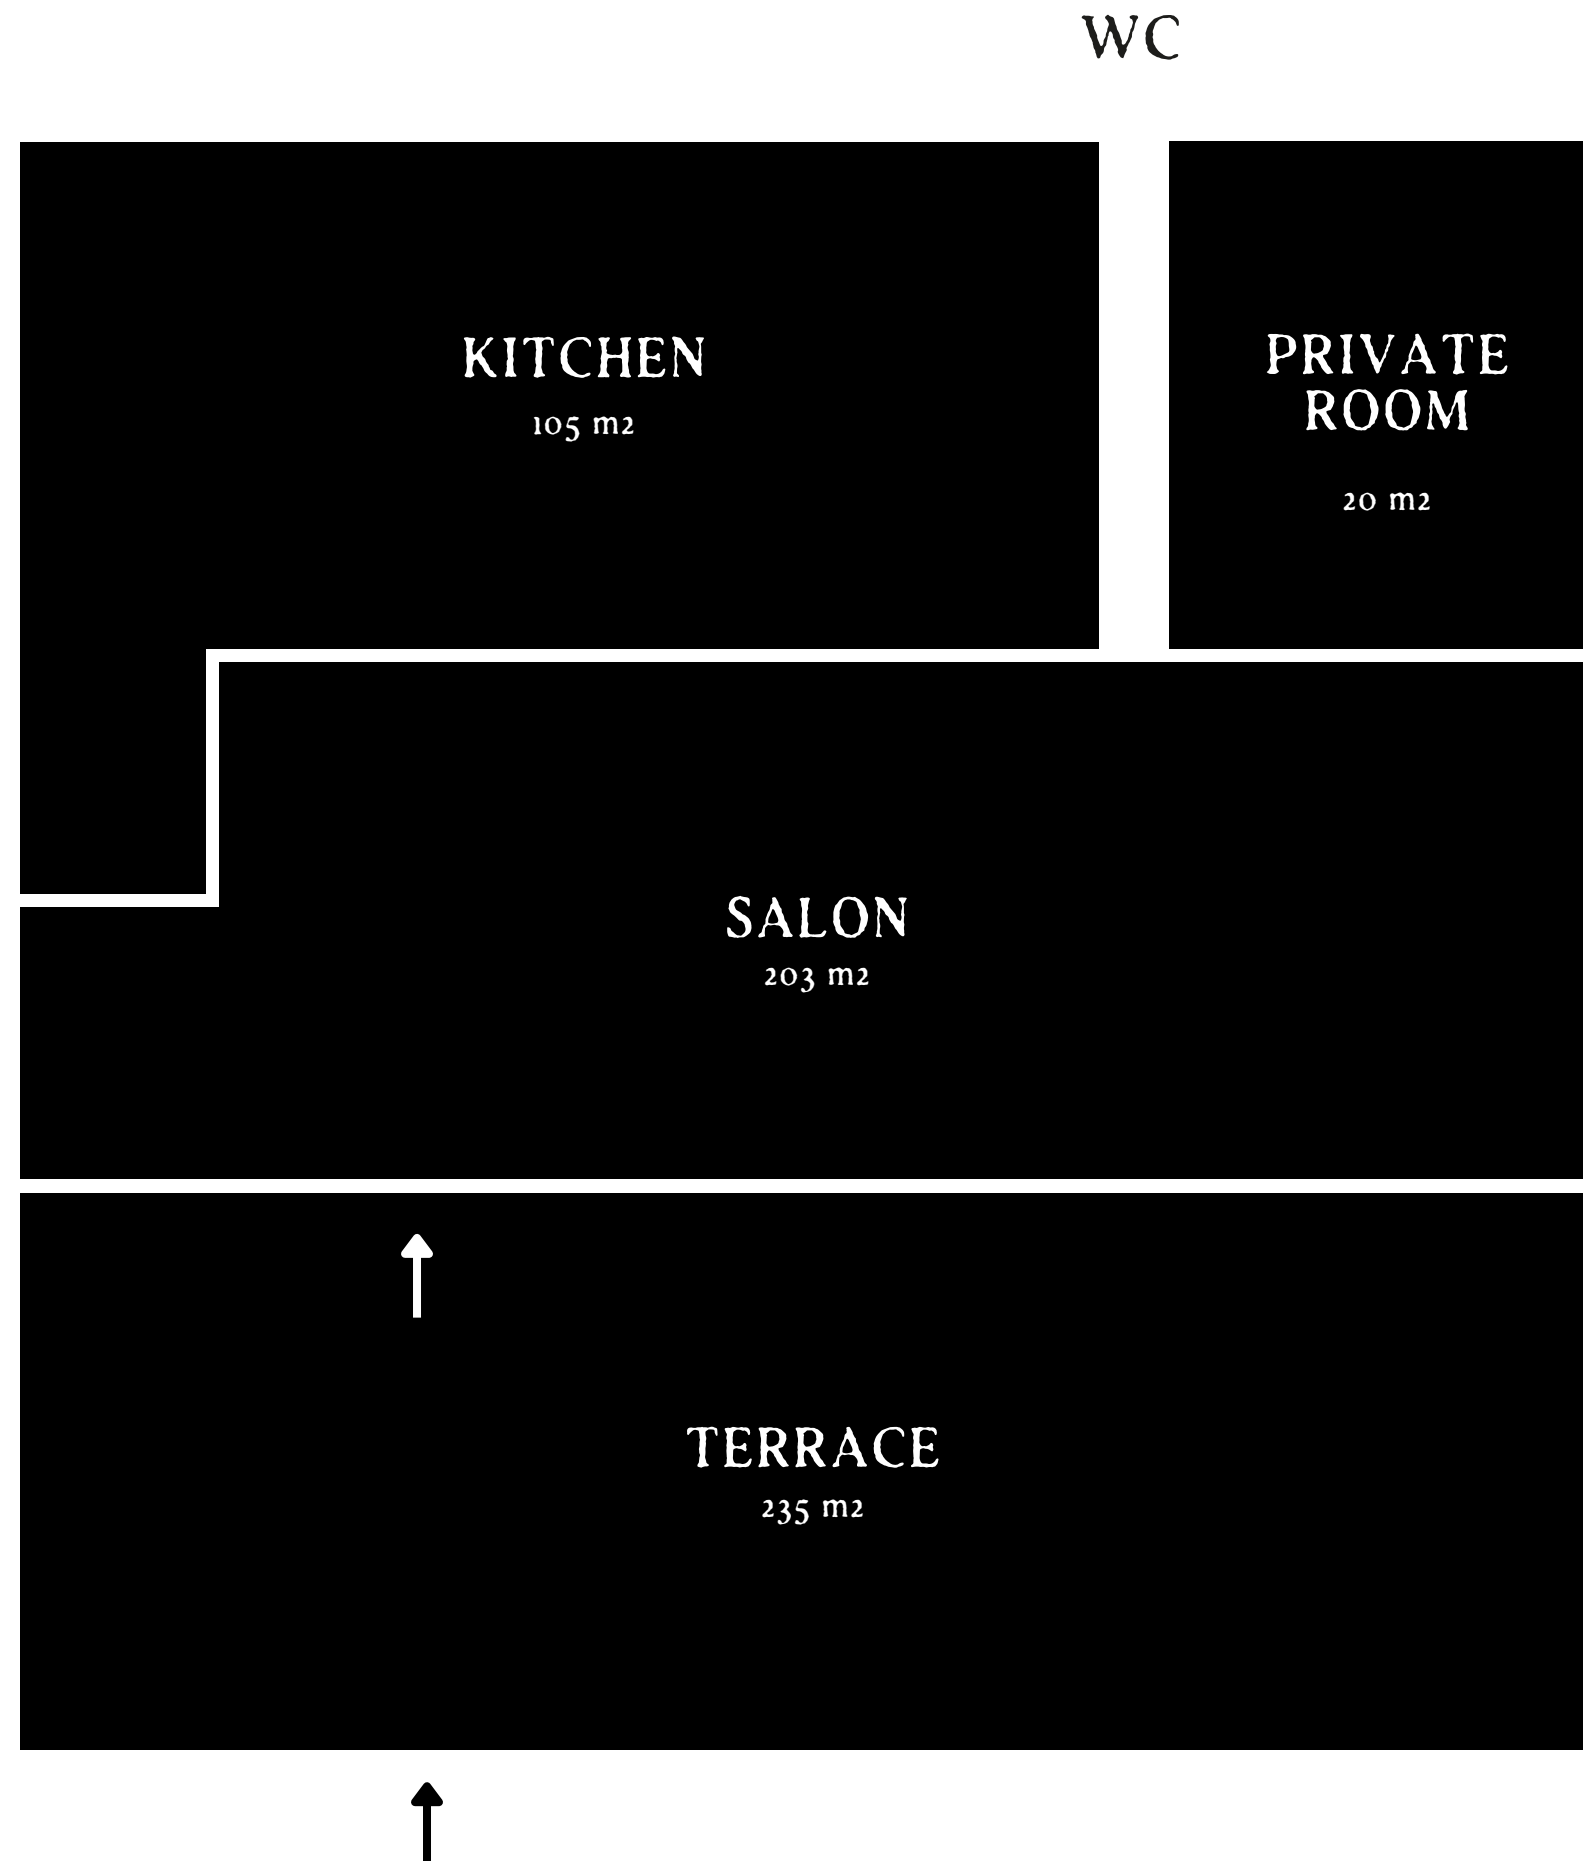 WC
KITCHEN
105 m2
PRIVATE
ROOM
20 m2
SALON
203 m2
TERRACE
235 m2